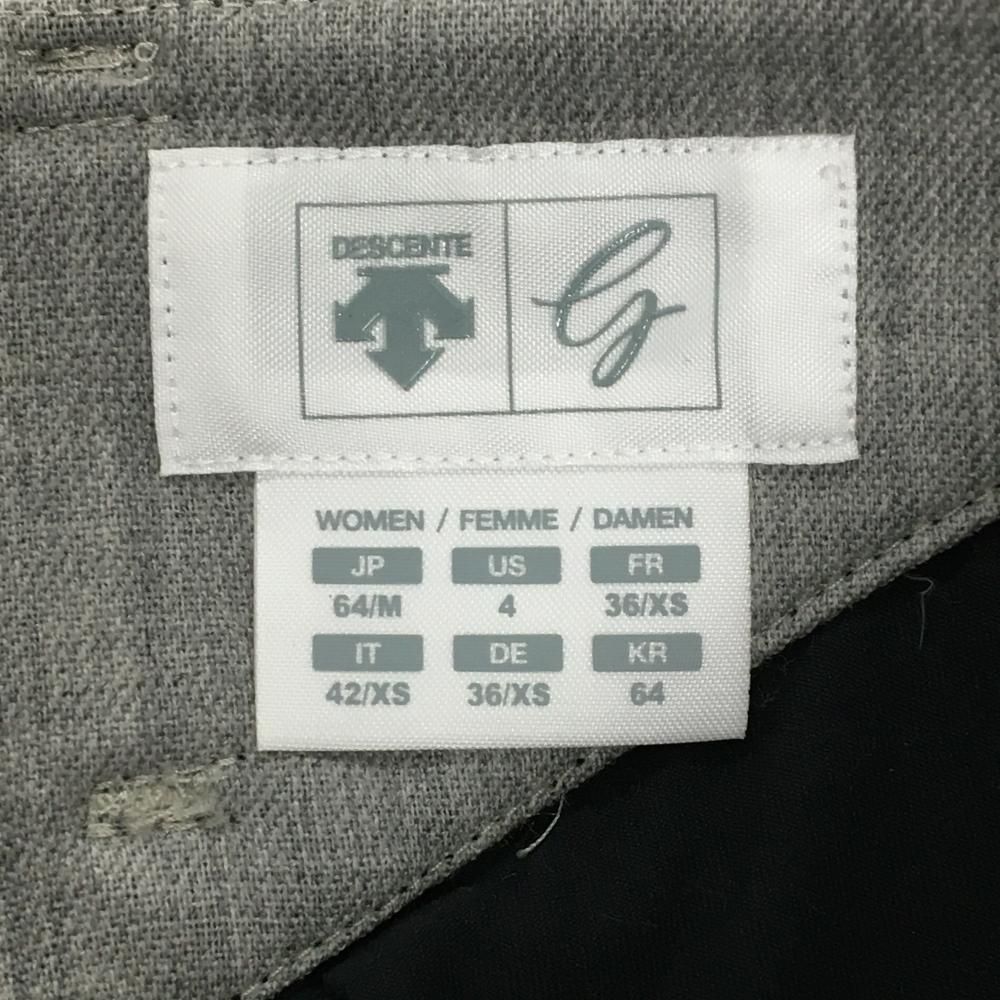 DESCENTE
G
WOMEN / FEMME / DAMEN
JP US FR
64/M 4 36/XS
IT DE KR
42/XS 36/XS 64